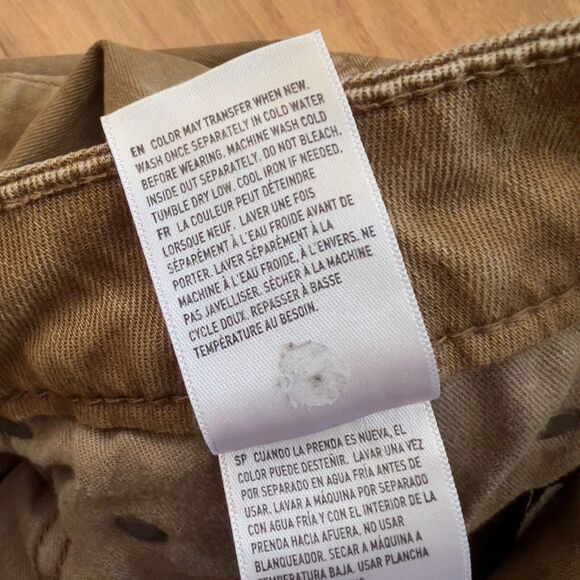 EN COLOR MAY TRANSFER WHEN NEW.
WASH ONCE SEPARATELY IN COLD WATER
BEFORE WEARING. MACHINE WASH COLD
INSIDE OUT SEPARATELY. DO NOT BLEACH.
TUMBLE DRY LOW. COOL IRON IF NEEDED.
FR LA COULEUR PEUT DÉTEINDRE
LORSQUE NEUF. LAVER UNE FOIS
SÉPARÉMENT À L'EAU FROIDE AVANT DE
PORTER. LAVER SÉPARÉMENT À LA
MACHINE À L'EAU FROIDE, À L'ENVERS. NE
PAS JAVELLISER. SÉCHER À LA MACHINE
CYCLE DOUX. REPASSER À BASSE
TEMPÉRATURE AU BESOIN.
SP CUANDO LA PRENDA ES NUEVA, EL
COLOR PUEDE DESTEÑIR. LAVAR UNA VEZ
POR SEPARADO EN AGUA FRÍA ANTES DE
USAR. LAVAR A MÁQUINA POR SEPARADO
CON AGUA FRÍA Y CON EL INTERIOR DE LA
PRENDA HACIA AFUERA. NO USAR
BLANQUEADOR. SECAR A MÁQUINA A
TEMPERATURA BAJA. USAR PLANCHA